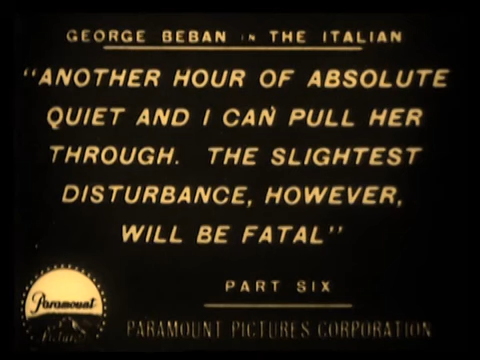 GEORGE BEBAN IN THE ITALIAN
"ANOTHER HOUR OF ABSOLUTE
QUIET AND I CAN PULL HER
THROUGH. THE SLIGHTEST
DISTURBANCE, HOWEVER,
WILL BE FATAL"
PART SIX
Paramount
Pictures
PARAMOUNT PICTURES CORPORATION